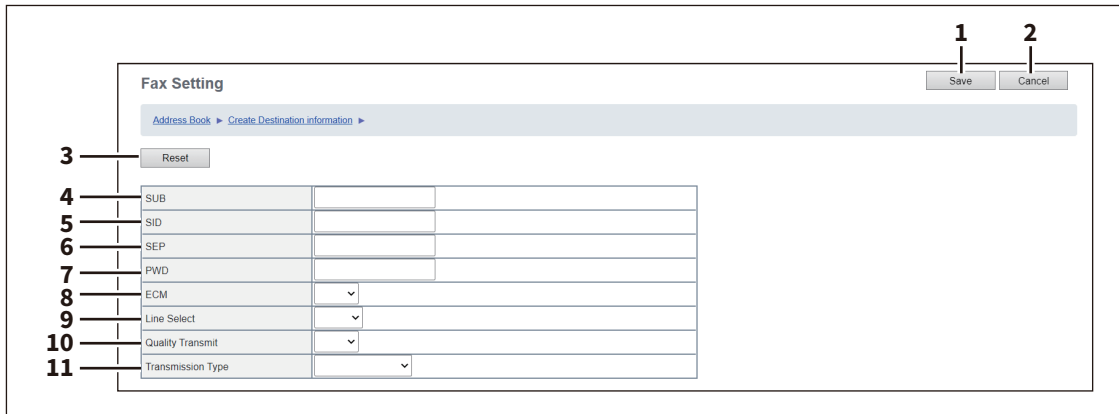 1 2
Fax Setting Save Cancel
Address Book ► Create Destination information ►
3 Reset
4 SUB
5 SID
6 SEP
7 PWD
8 ECM
9 Line Select
10 Quality Transmit
11 Transmission Type